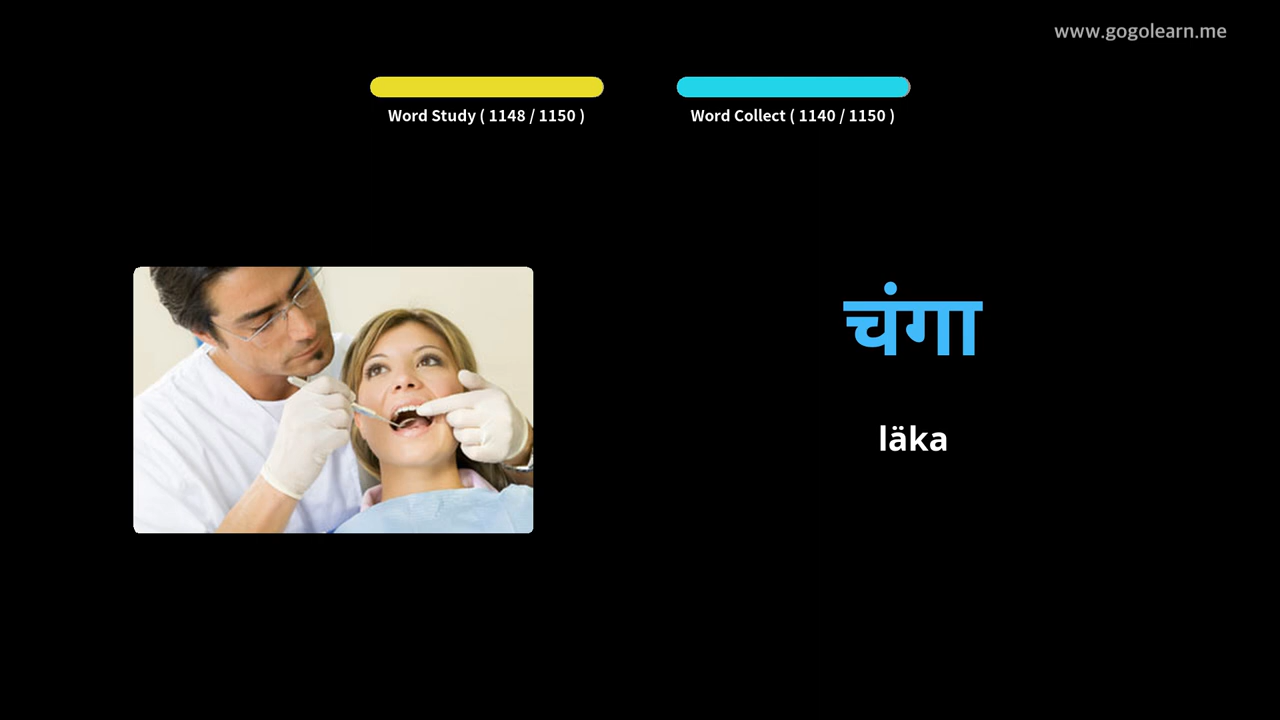 www.gogolearn.me
Word Study ( 1148 / 1150 )
Word Collect ( 1140 / 1150 )
चंगा
läka